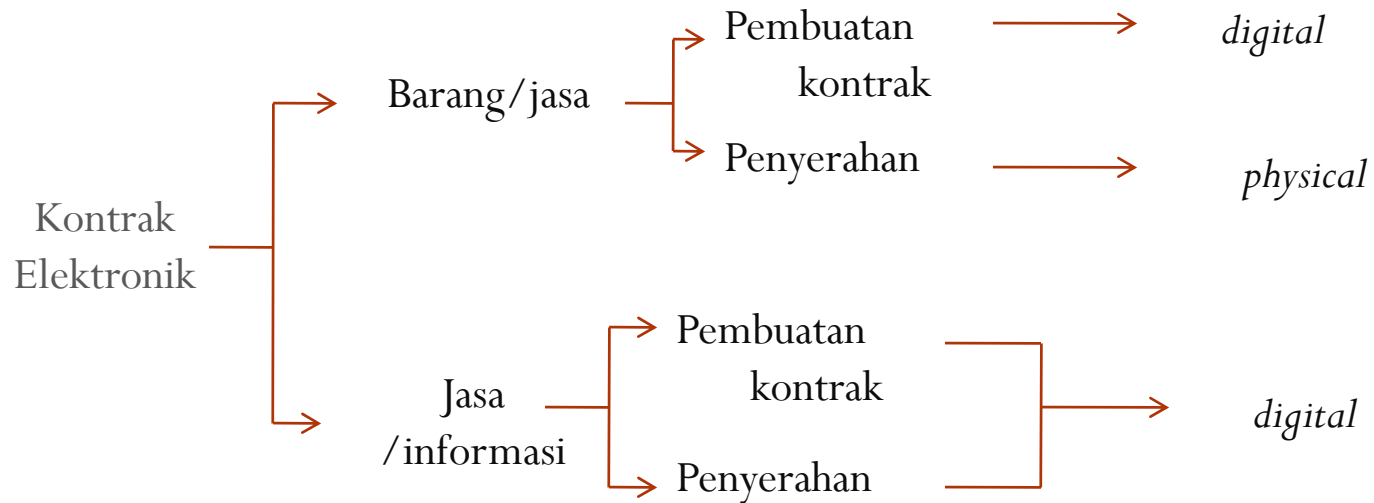 Kontrak
Elektronik
Barang/jasa
Pembuatan
kontrak
digital
Penyerahan
physical
Jasa
/informasi
Pembuatan
kontrak
Penyerahan
digital